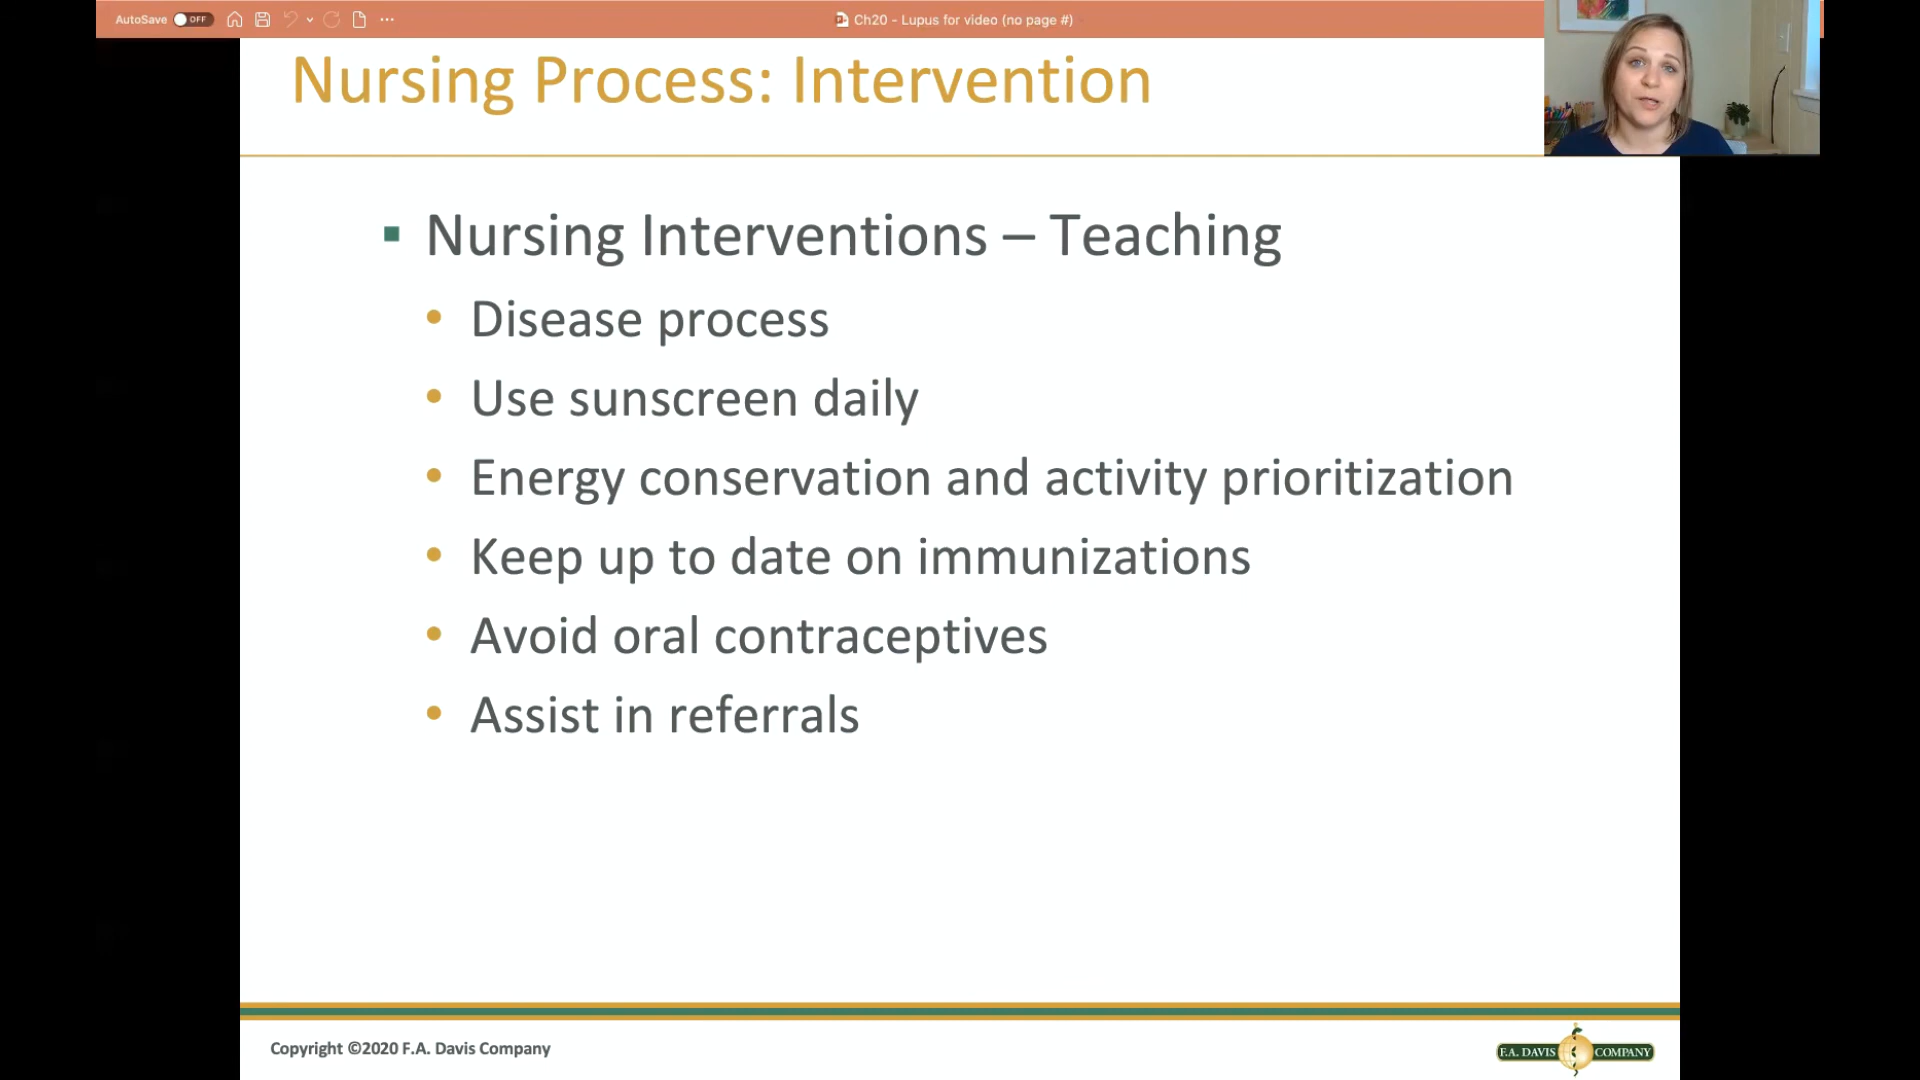 AutoSave OFF
Ch20 - Lupus for video (no page #)
Nursing Process: Intervention
▪ Nursing Interventions – Teaching
• Disease process
• Use sunscreen daily
• Energy conservation and activity prioritization
• Keep up to date on immunizations
• Avoid oral contraceptives
• Assist in referrals
Copyright ©2020 F.A. Davis Company
F.A. DAVIS COMPANY